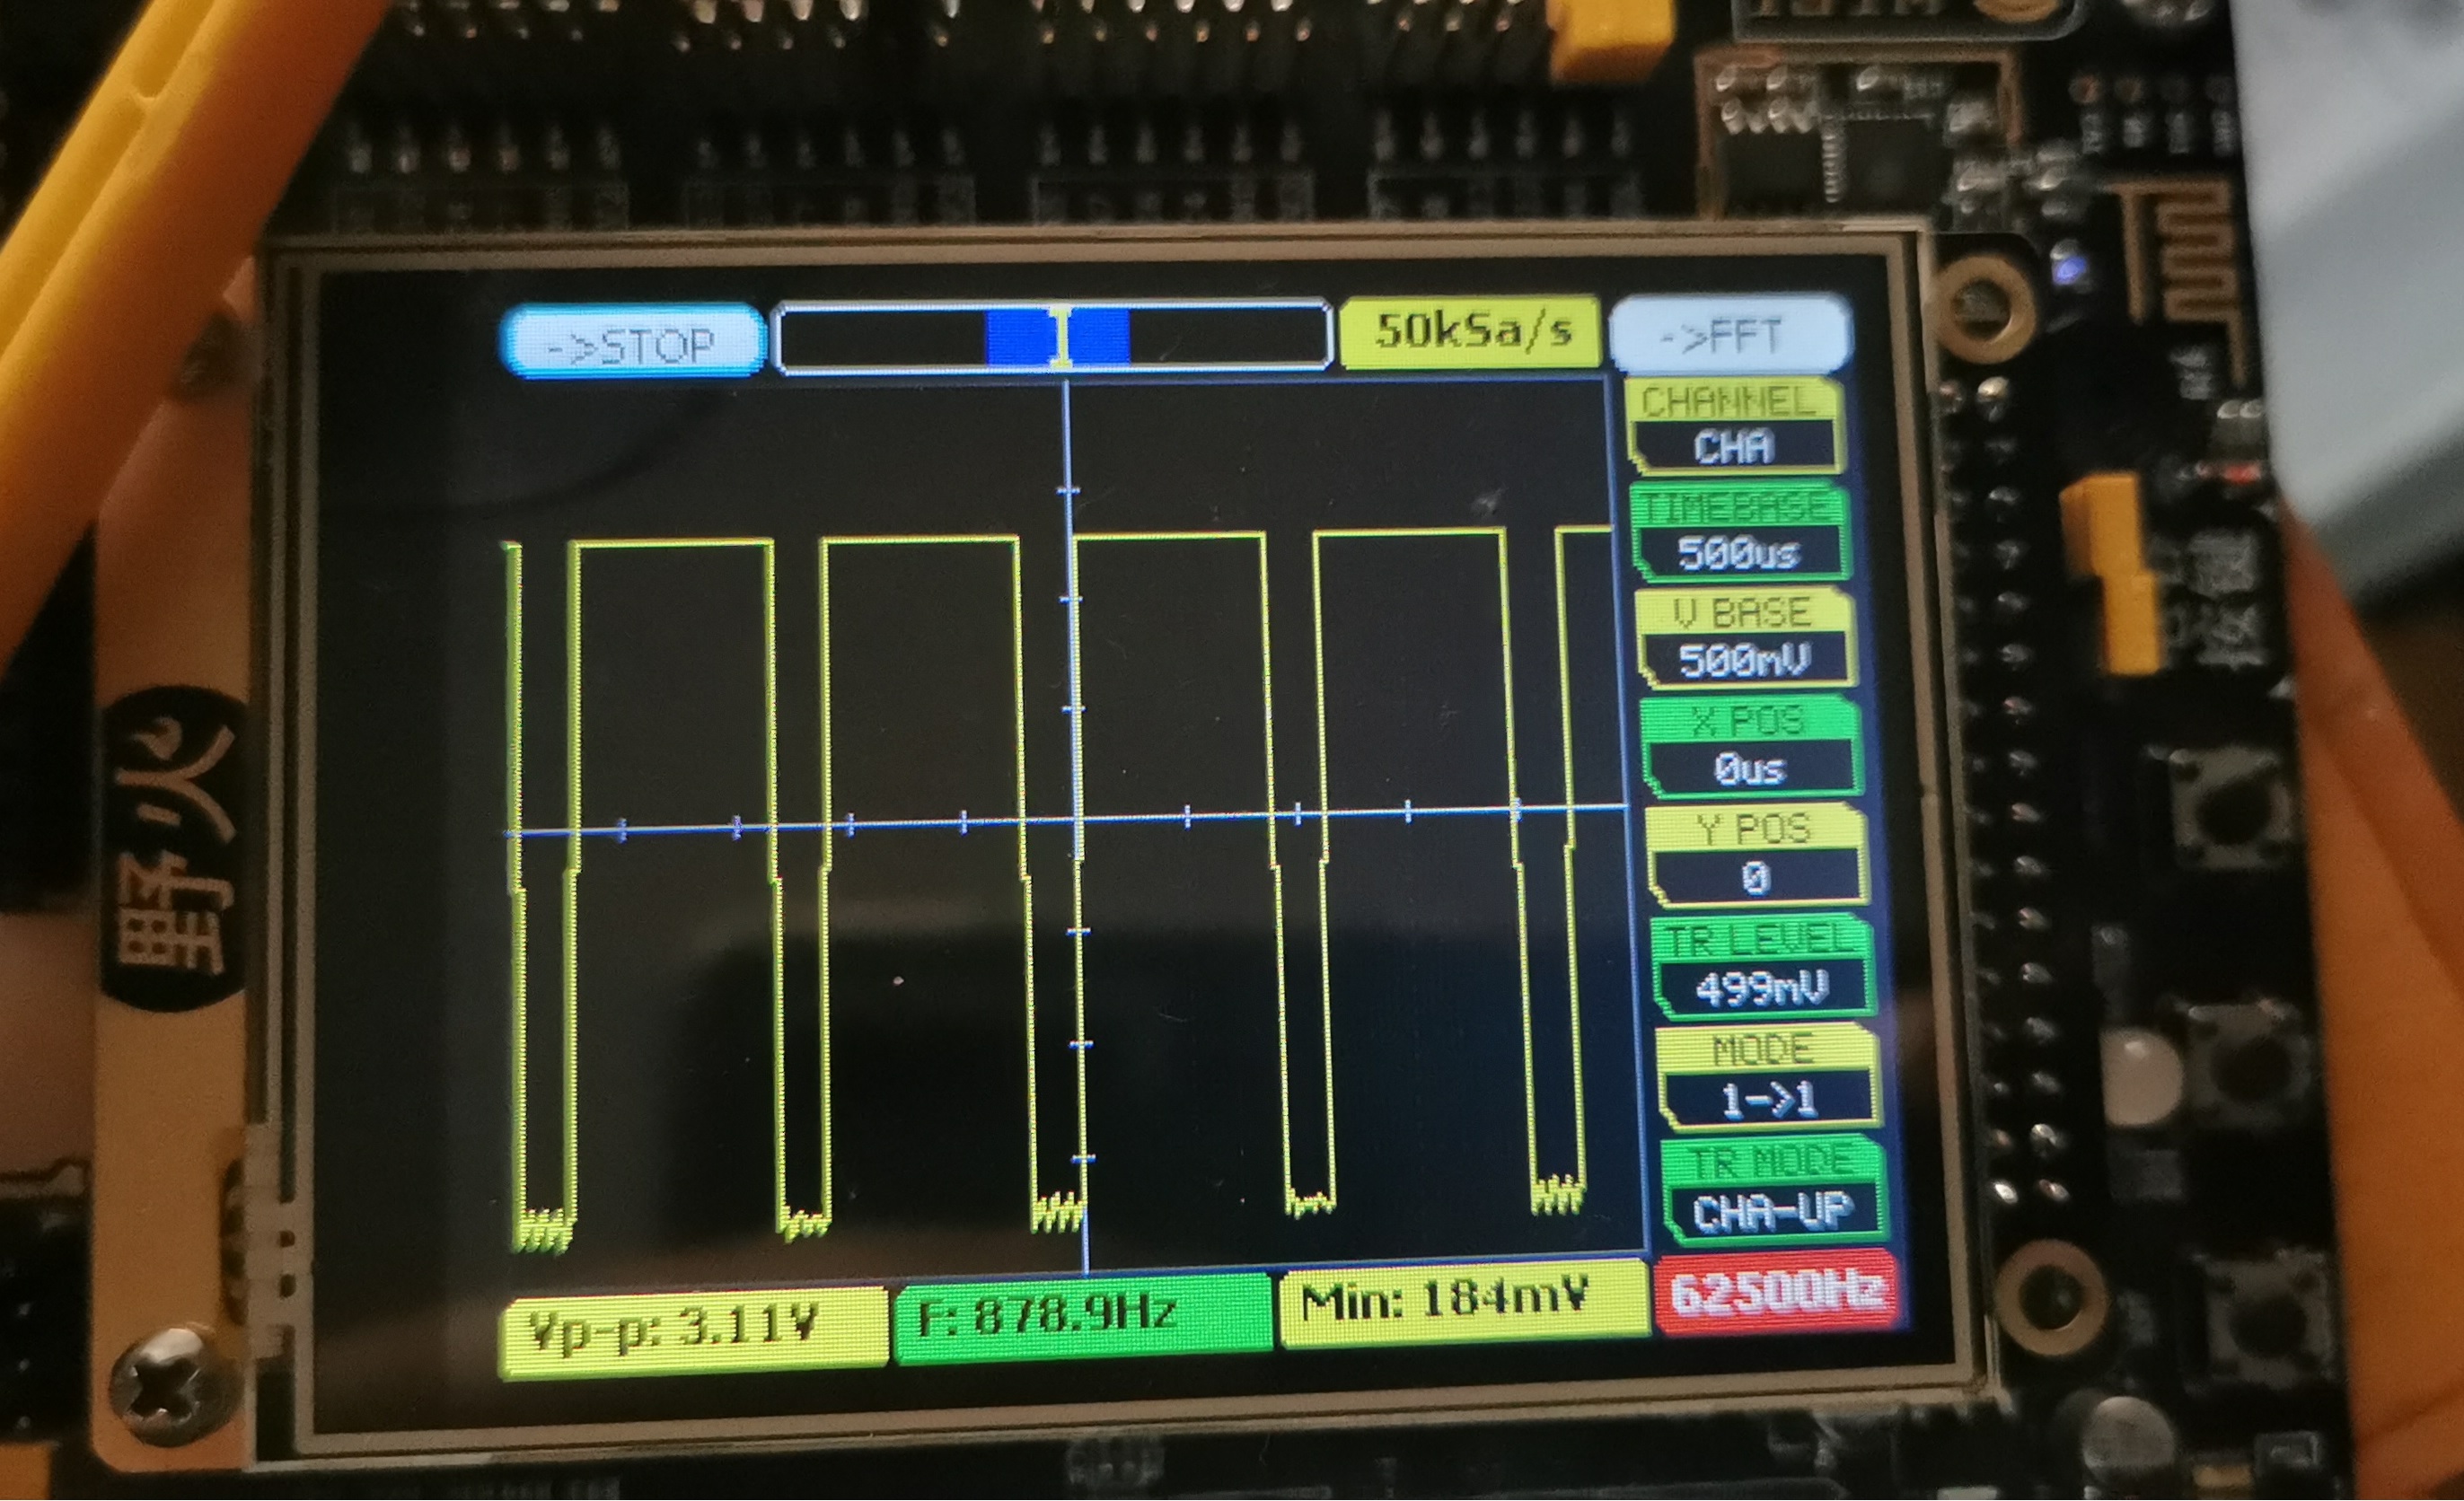 ->STOP
50kSa/s
->FFT
CHANNEL
CHA
TIMEBASE
500us
V BASE
500mV
X POS
0us
Y POS
0
TR LEVEL
499mV
MODE
1->1
TR MODE
CHA-UP
Vp-p: 3.11V
F: 878.9Hz
Min: 184mV
62500Hz
野火